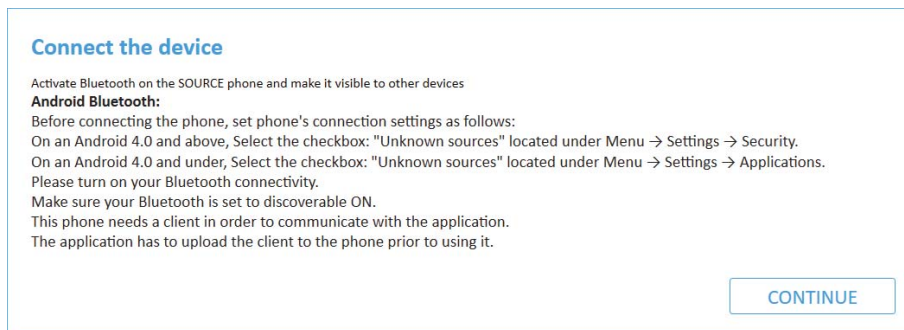 Connect the device
Activate Bluetooth on the SOURCE phone and make it visible to other devices
Android Bluetooth:
Before connecting the phone, set phone's connection settings as follows:
On an Android 4.0 and above, Select the checkbox: "Unknown sources" located under Menu → Settings → Security.
On an Android 4.0 and under, Select the checkbox: "Unknown sources" located under Menu → Settings → Applications.
Please turn on your Bluetooth connectivity.
Make sure your Bluetooth is set to discoverable ON.
This phone needs a client in order to communicate with the application.
The application has to upload the client to the phone prior to using it.
CONTINUE